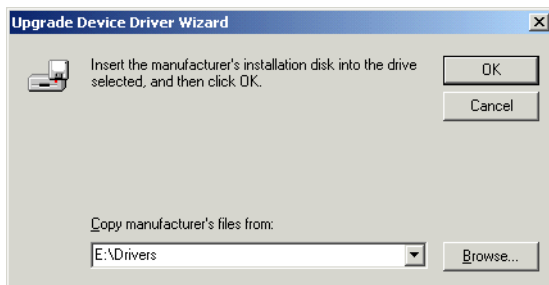 Upgrade Device Driver Wizard
Insert the manufacturer's installation disk into the drive
selected, and then click OK.
OK
Cancel
Copy manufacturer's files from:
E:\Drivers
Browse...